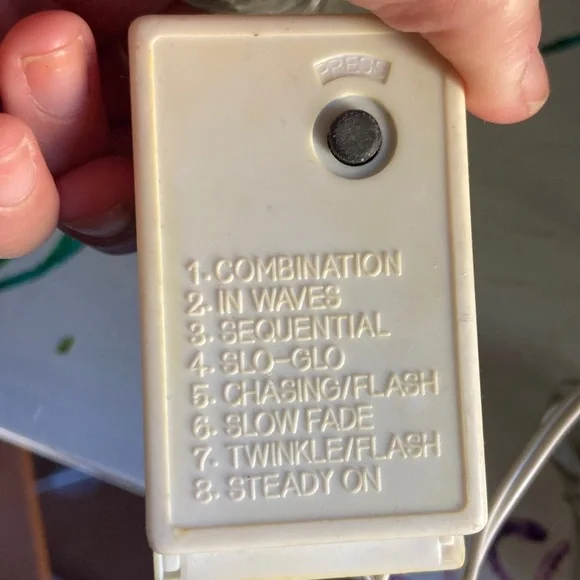 PRESS
1. COMBINATION
2. IN WAVES
3. SEQUENTIAL
4. SLO-GLO
5. CHASING/FLASH
6. SLOW FADE
7. TWINKLE/FLASH
8. STEADY ON